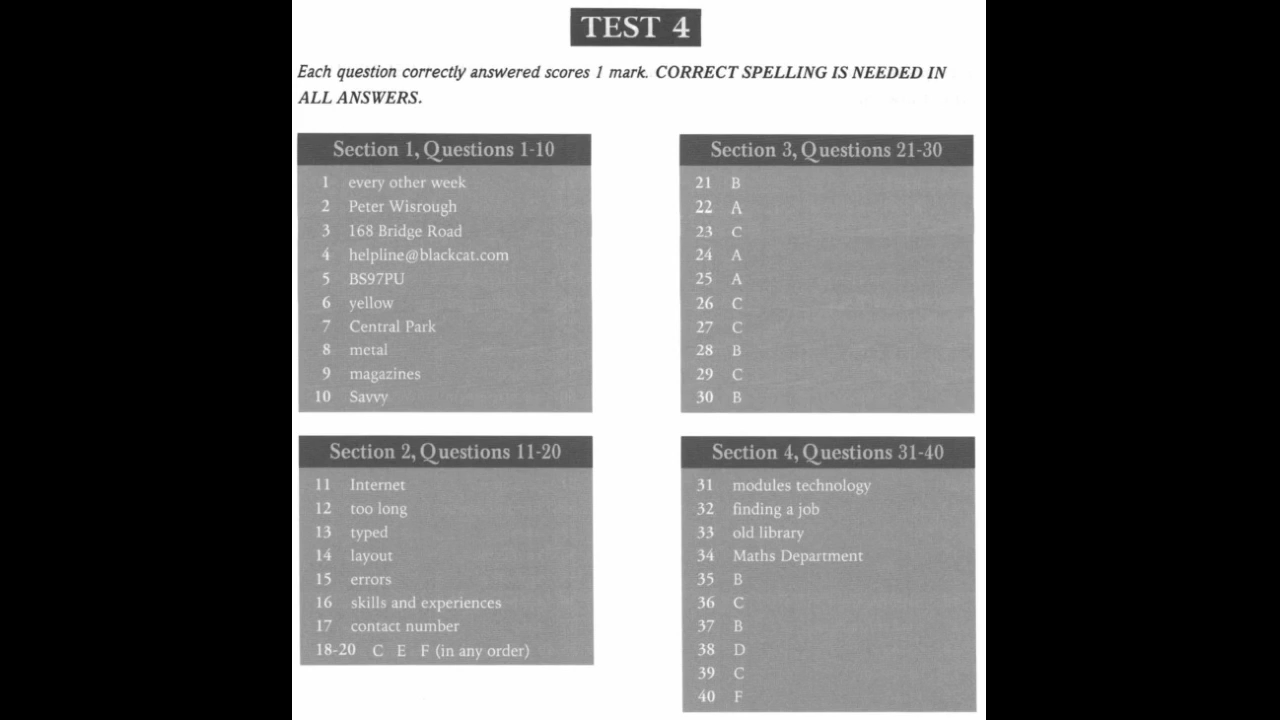 TEST 4
Each question correctly answered scores 1 mark. CORRECT SPELLING IS NEEDED IN
ALL ANSWERS.
Section 1, Questions 1-10
1 every other week
2 Peter Wisrough
3 168 Bridge Road
4 helpline@blackcat.com
5 BS97PU
6 yellow
7 Central Park
8 metal
9 magazines
10 Savvy
Section 2, Questions 11-20
11 Internet
12 too long
13 typed
14 layout
15 errors
16 skills and experiences
17 contact number
18-20 C E F (in any order)
Section 3, Questions 21-30
21 B
22 A
23 C
24 A
25 A
26 C
27 C
28 B
29 C
30 B
Section 4, Questions 31-40
31 modules technology
32 finding a job
33 old library
34 Maths Department
35 B
36 C
37 B
38 D
39 C
40 F